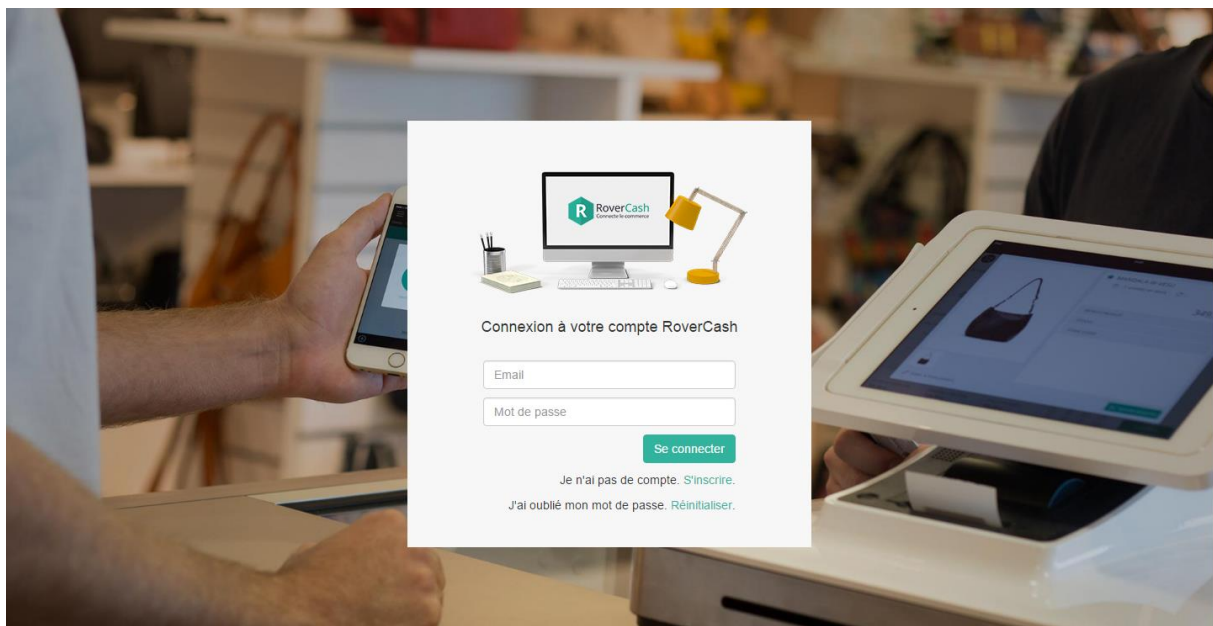 RoverCash
Connecte le commerce
Connexion à votre compte RoverCash
Email
Mot de passe
Se connecter
Je n'ai pas de compte. S'inscrire.
J'ai oublié mon mot de passe. Réinitialiser.